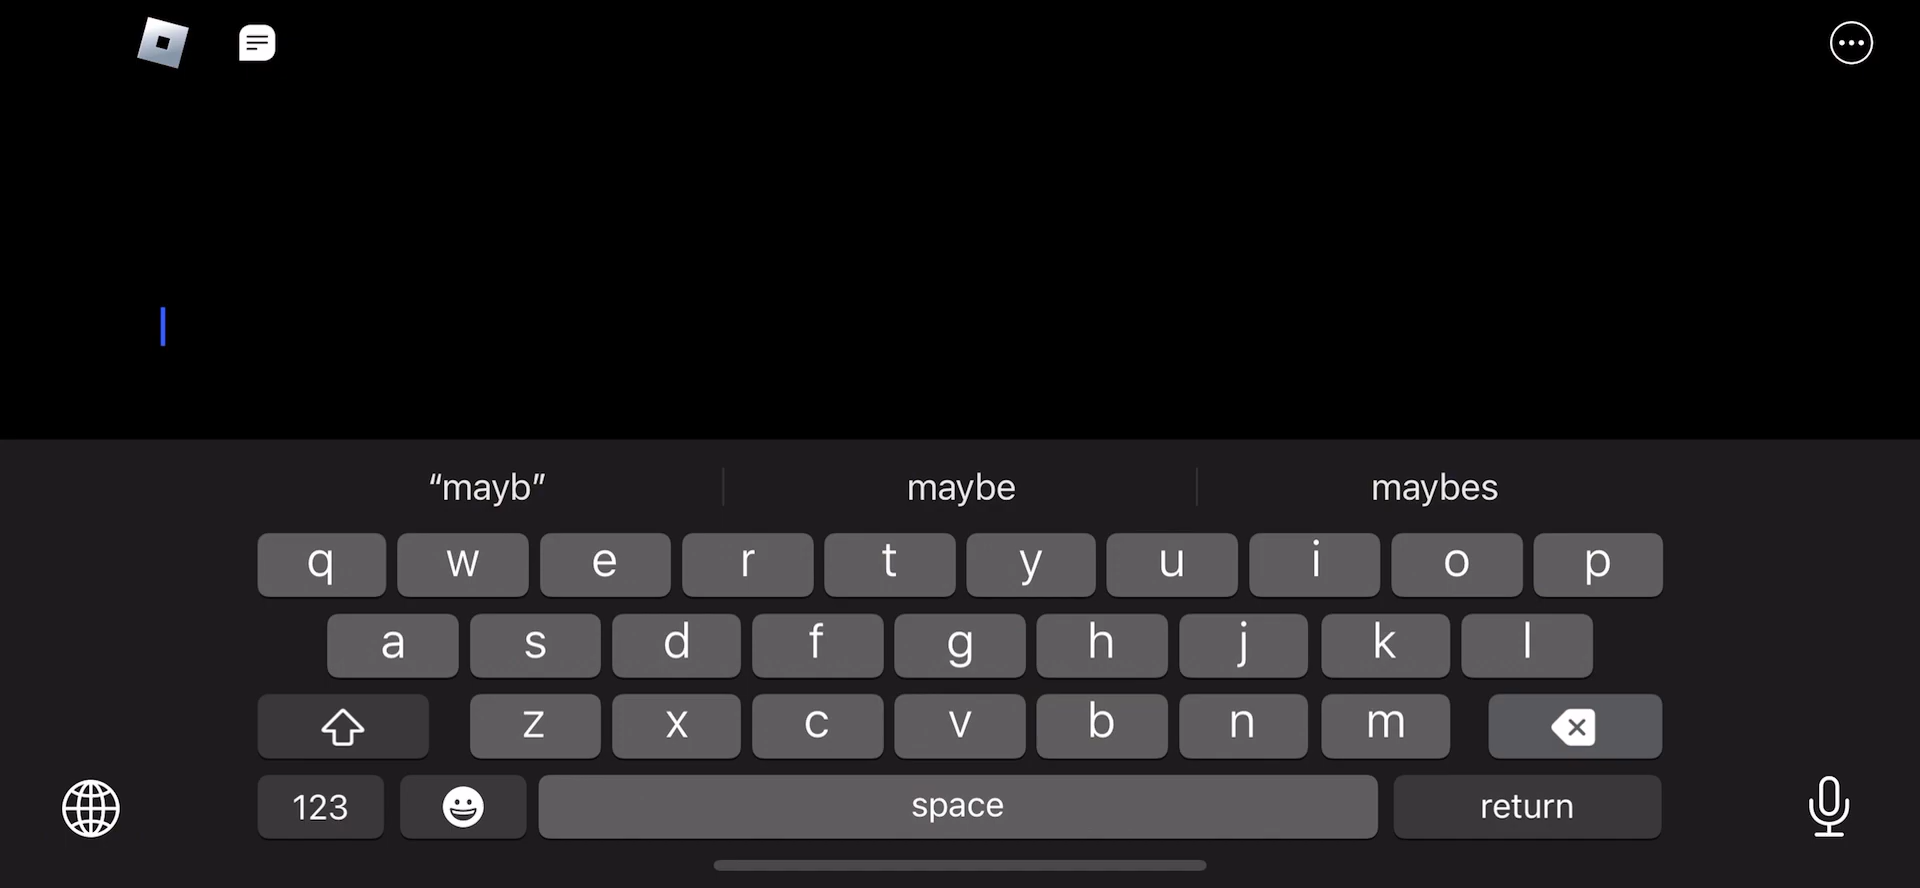 “mayb” maybe maybes
q w e r t y u i o p
a s d f g h j k l
z x c v b n m
123 space return